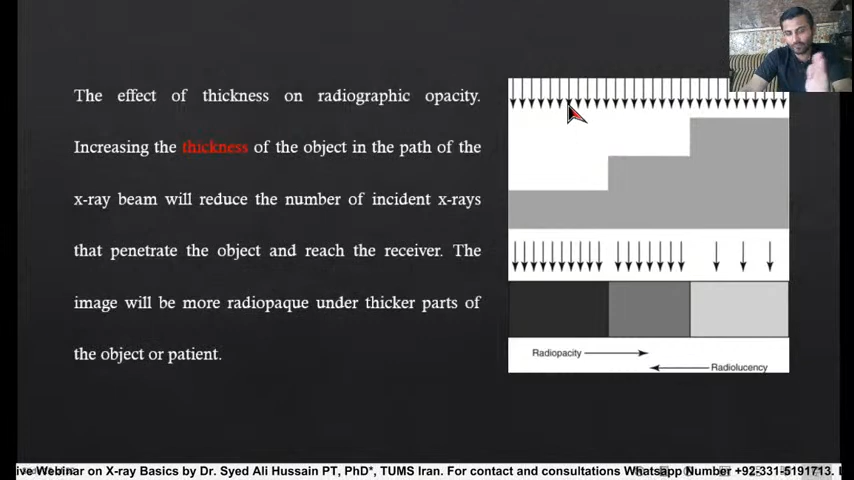 The effect of thickness on radiographic opacity.
Increasing the thickness of the object in the path of the
x-ray beam will reduce the number of incident x-rays
that penetrate the object and reach the receiver. The
image will be more radiopaque under thicker parts of
the object or patient.
Radiopacity
Radiolucency
ive Webinar on X-ray Basics by Dr. Syed Ali Hussain PT, PhD*, TUMS Iran. For contact and consultations Whatsapp Number +92-331-5191713.